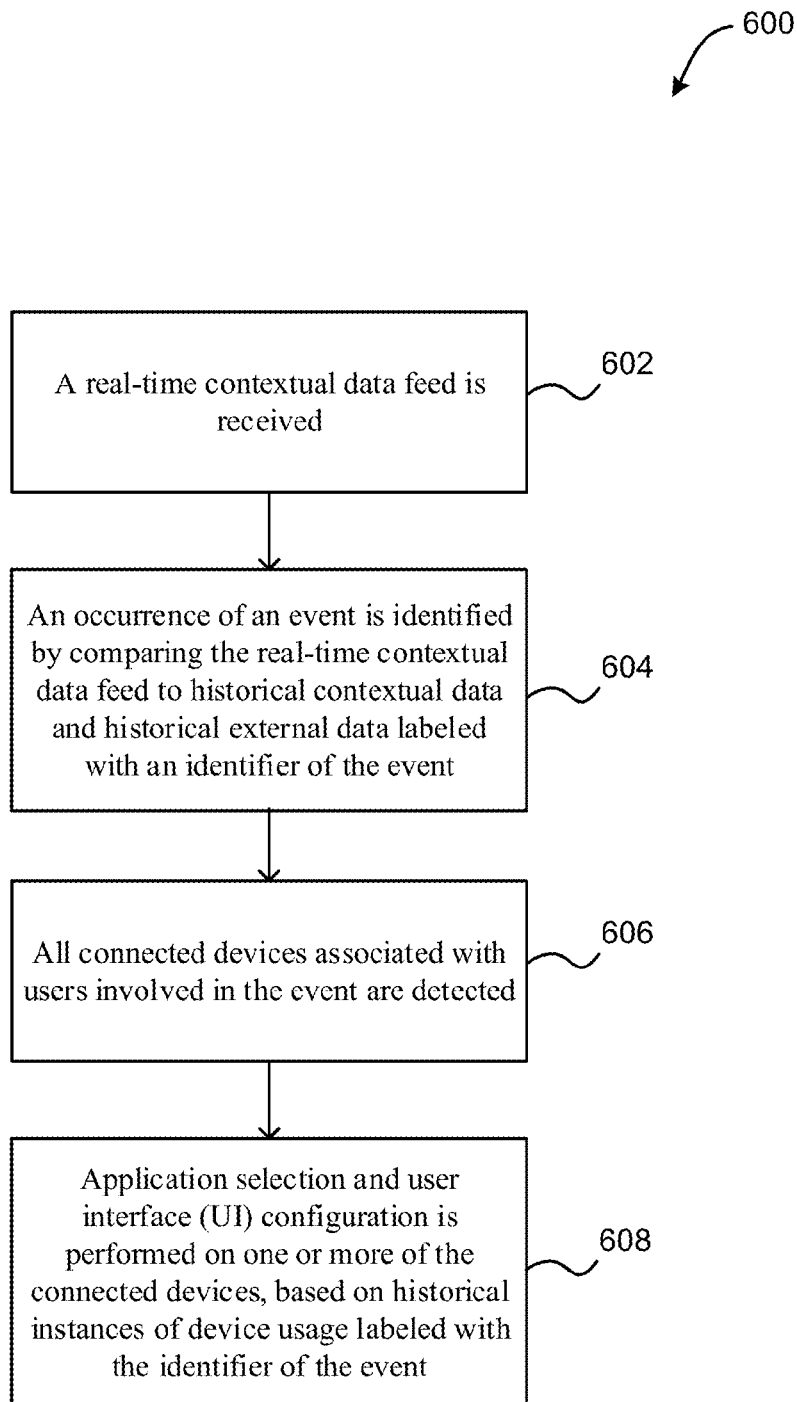 600
A real-time contextual data feed is
received
602
An occurrence of an event is identified
by comparing the real-time contextual
data feed to historical contextual data
and historical external data labeled
with an identifier of the event
604
All connected devices associated with
users involved in the event are detected
606
Application selection and user
interface (UI) configuration is
performed on one or more of the
connected devices, based on historical
instances of device usage labeled with
the identifier of the event
608